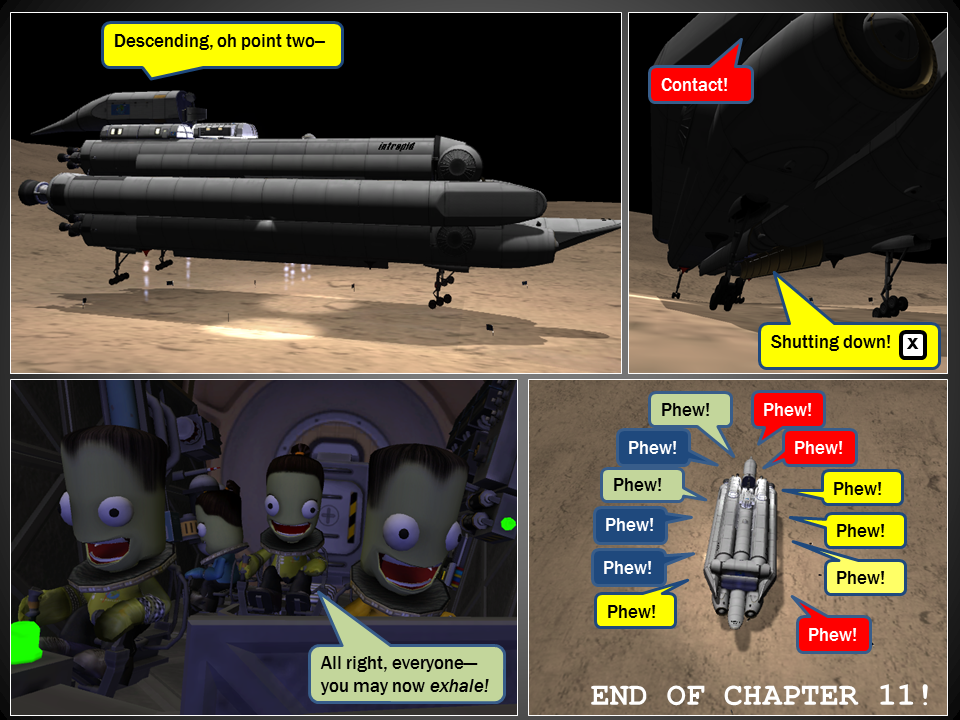 Descending, oh point two—
intrepid
Contact!
Shutting down! X
All right, everyone—
you may now exhale!
Phew!
Phew!
Phew!
Phew!
Phew!
Phew!
Phew!
Phew!
Phew!
Phew!
Phew!
Phew!
END OF CHAPTER 11!